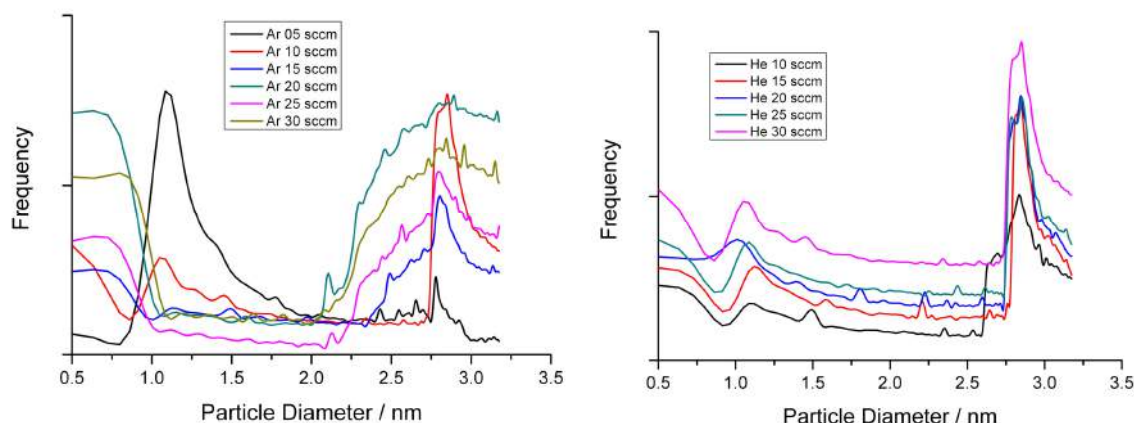 Ar 05 sccm
Ar 10 sccm
Ar 15 sccm
Ar 20 sccm
Ar 25 sccm
Ar 30 sccm
Frequency
0.5 1.0 1.5 2.0 2.5 3.0 3.5
Particle Diameter / nm
He 10 sccm
He 15 sccm
He 20 sccm
He 25 sccm
He 30 sccm
Frequency
0.5 1.0 1.5 2.0 2.5 3.0 3.5
Particle Diameter / nm